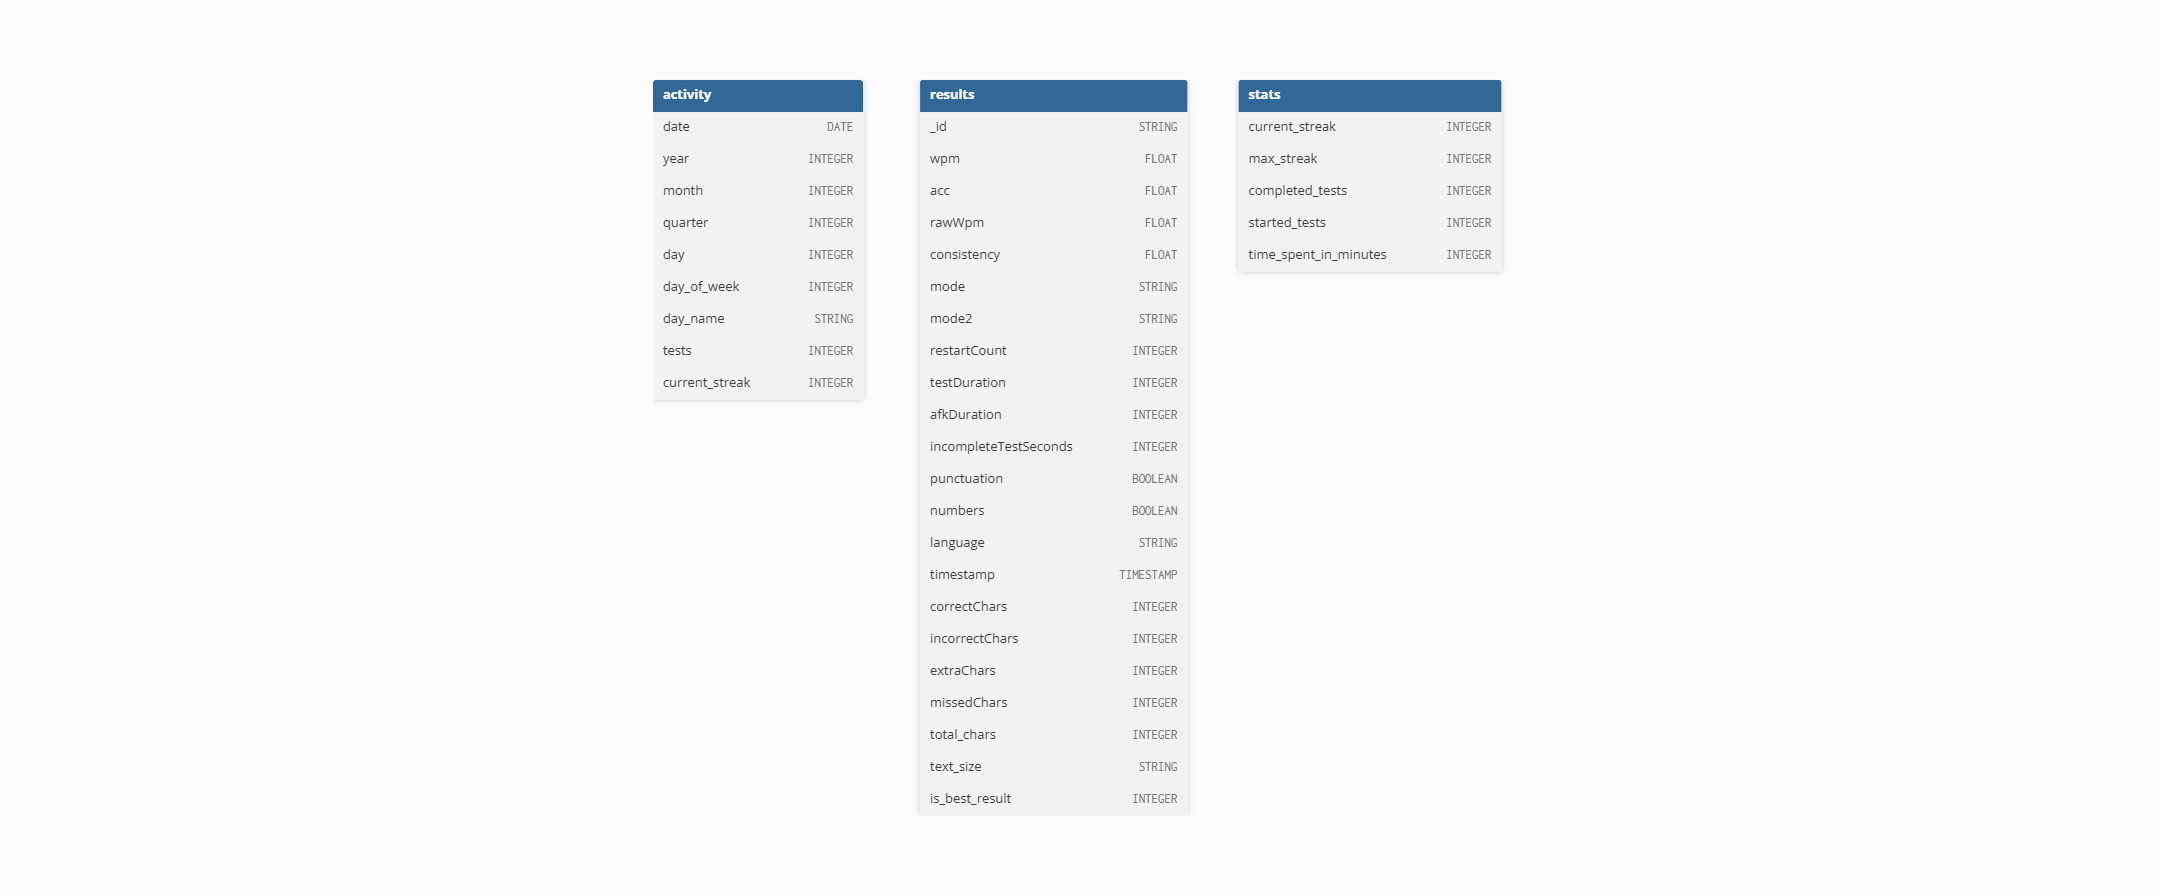 activity
date DATE
year INTEGER
month INTEGER
quarter INTEGER
day INTEGER
day_of_week INTEGER
day_name STRING
tests INTEGER
current_streak INTEGER
results
_id STRING
wpm FLOAT
acc FLOAT
rawWpm FLOAT
consistency FLOAT
mode STRING
mode2 STRING
restartCount INTEGER
testDuration INTEGER
afkDuration INTEGER
incompleteTestSeconds INTEGER
punctuation BOOLEAN
numbers BOOLEAN
language STRING
timestamp TIMESTAMP
correctChars INTEGER
incorrectChars INTEGER
extraChars INTEGER
missedChars INTEGER
total_chars INTEGER
text_size STRING
is_best_result INTEGER
stats
current_streak INTEGER
max_streak INTEGER
completed_tests INTEGER
started_tests INTEGER
time_spent_in_minutes INTEGER